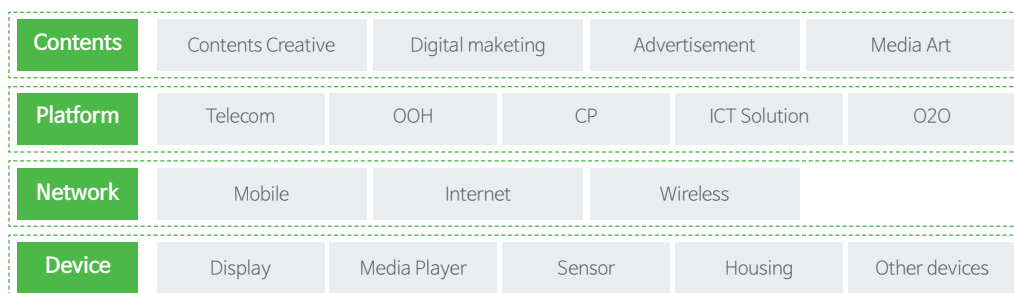 Contents Contents Creative Digital maketing Advertisement Media Art
Platform Telecom OOH CP ICT Solution O2O
Network Mobile Internet Wireless
Device Display Media Player Sensor Housing Other devices